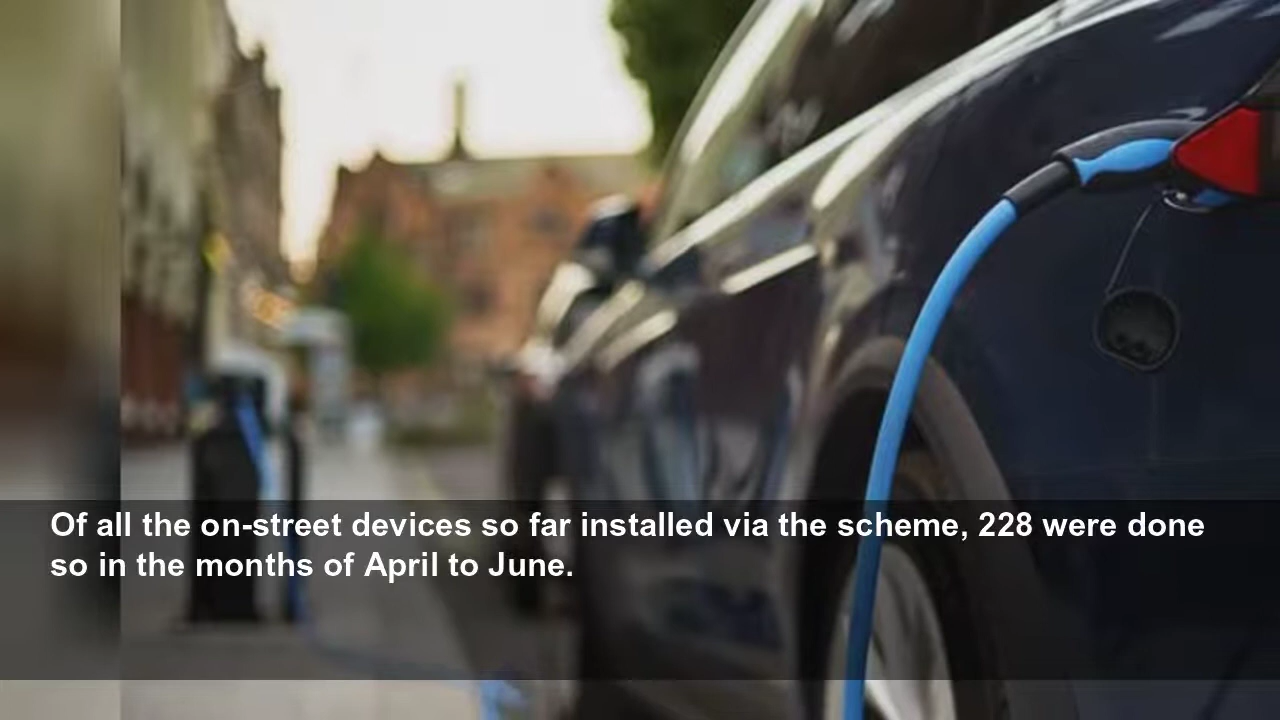 Of all the on-street devices so far installed via the scheme, 228 were done
so in the months of April to June.